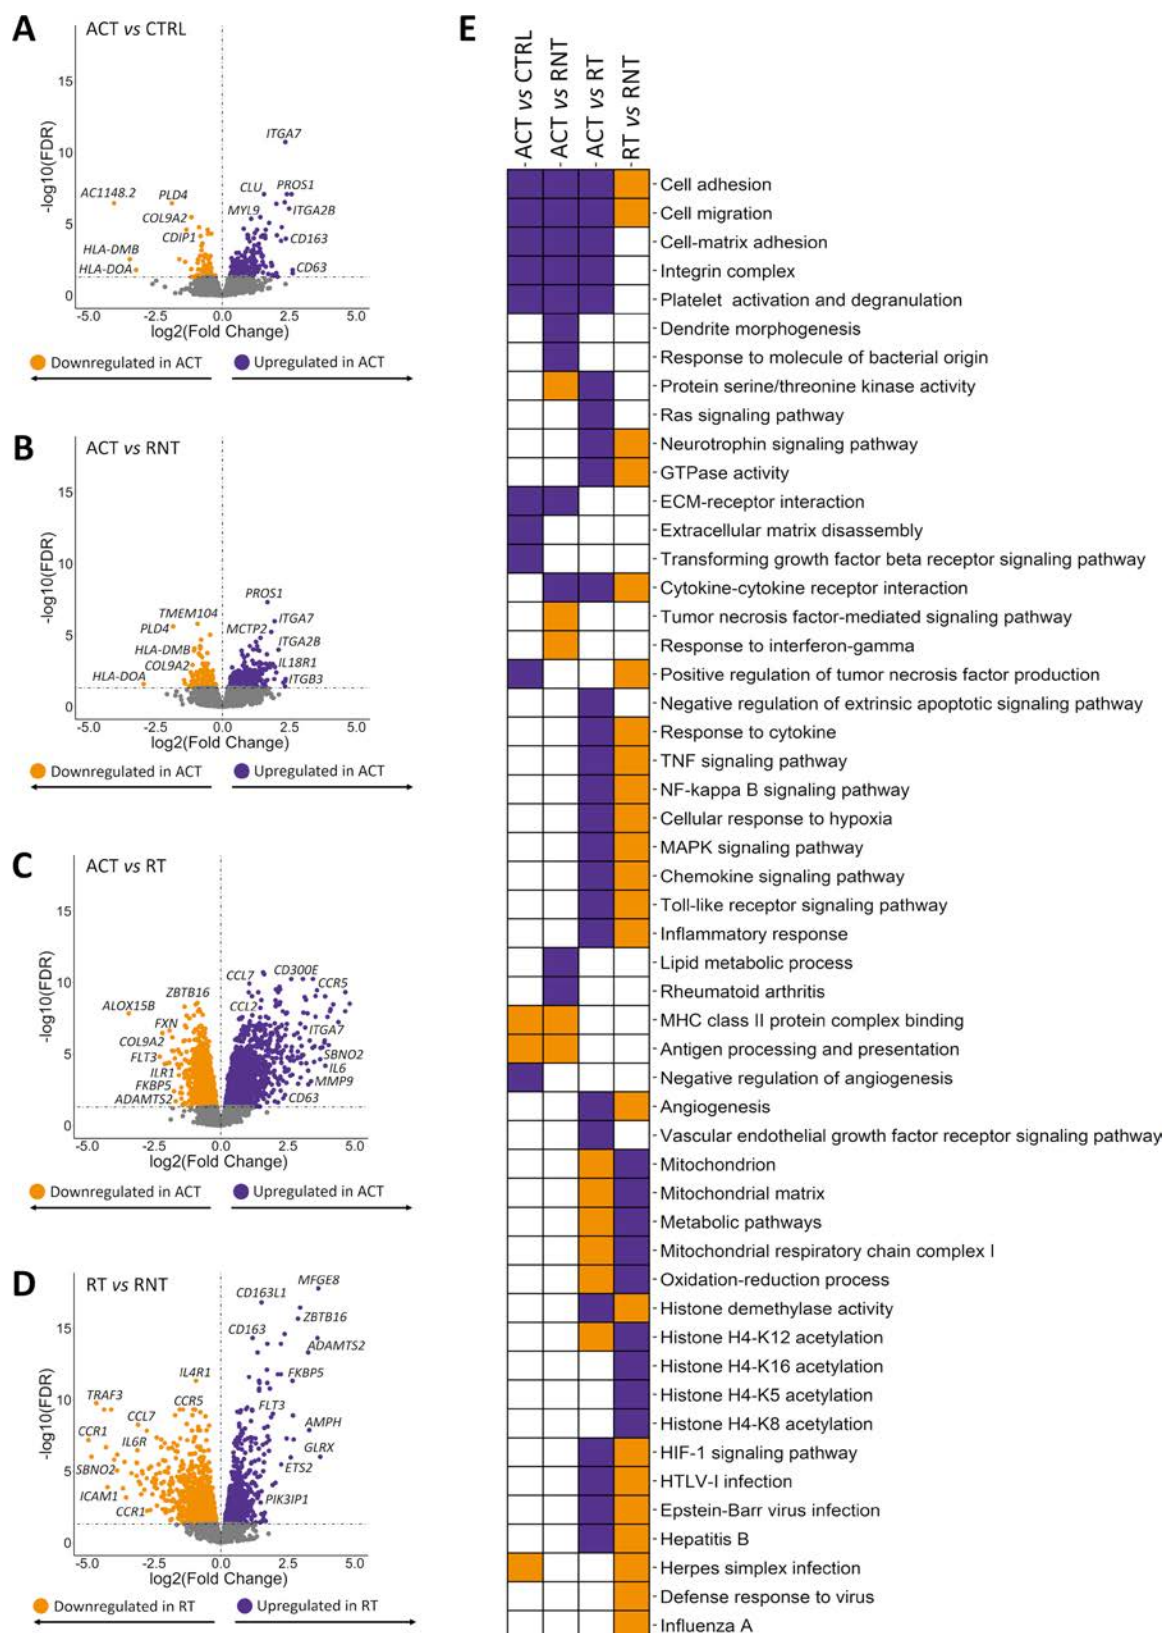 A
ACT vs CTRL
-log10(FDR)
15
10
5
0
ITGA7
AC1148.2
PLD4
CLU
PROS1
COL9A2
MYL9
ITGA2B
CDIP1
HLA-DMB
CD163
HLA-DOA
CD63
-5.0
-2.5
0.0
2.5
5.0
log2(Fold Change)
Downregulated in ACT
Upregulated in ACT
B
ACT vs RNT
-log10(FDR)
15
10
5
0
PROS1
TMEM104
PLD4
MCTP2
ITGA7
HLA-DMB
ITGA2B
COL9A2
IL18R1
HLA-DOA
ITGB3
-5.0
-2.5
0.0
2.5
5.0
log2(Fold Change)
Downregulated in ACT
Upregulated in ACT
C
ACT vs RT
-log10(FDR)
15
10
5
0
CCL7
CD300E
CCR5
ZBTB16
ALOX15B
CCL2
FXN
ITGA7
COL9A2
FLT3
SBNO2
ILR1
IL6
FKBP5
MMP9
ADAMTS2
CD63
-5.0
-2.5
0.0
2.5
5.0
log2(Fold Change)
Downregulated in ACT
Upregulated in ACT
D
RT vs RNT
-log10(FDR)
15
10
5
0
MFGE8
CD163L1
ZBTB16
CD163
ADAMTS2
IL4R1
FKBP5
TRAF3
CCR5
FLT3
CCL7
AMPH
CCR1
IL6R
GLRX
SBNO2
ETS2
ICAM1
CCR1
PIK3IP1
-5.0
-2.5
0.0
2.5
5.0
log2(Fold Change)
Downregulated in RT
Upregulated in RT
E
ACT vs CTRL
ACT vs RNT
ACT vs RT
RT vs RNT
Cell adhesion
Cell migration
Cell-matrix adhesion
Integrin complex
Platelet activation and degranulation
Dendrite morphogenesis
Response to molecule of bacterial origin
Protein serine/threonine kinase activity
Ras signaling pathway
Neurotrophin signaling pathway
GTPase activity
ECM-receptor interaction
Extracellular matrix disassembly
Transforming growth factor beta receptor signaling pathway
Cytokine-cytokine receptor interaction
Tumor necrosis factor-mediated signaling pathway
Response to interferon-gamma
Positive regulation of tumor necrosis factor production
Negative regulation of extrinsic apoptotic signaling pathway
Response to cytokine
TNF signaling pathway
NF-kappa B signaling pathway
Cellular response to hypoxia
MAPK signaling pathway
Chemokine signaling pathway
Toll-like receptor signaling pathway
Inflammatory response
Lipid metabolic process
Rheumatoid arthritis
MHC class II protein complex binding
Antigen processing and presentation
Negative regulation of angiogenesis
Angiogenesis
Vascular endothelial growth factor receptor signaling pathway
Mitochondrion
Mitochondrial matrix
Metabolic pathways
Mitochondrial respiratory chain complex I
Oxidation-reduction process
Histone demethylase activity
Histone H4-K12 acetylation
Histone H4-K16 acetylation
Histone H4-K5 acetylation
Histone H4-K8 acetylation
HIF-1 signaling pathway
HTLV-I infection
Epstein-Barr virus infection
Hepatitis B
Herpes simplex infection
Defense response to virus
Influenza A